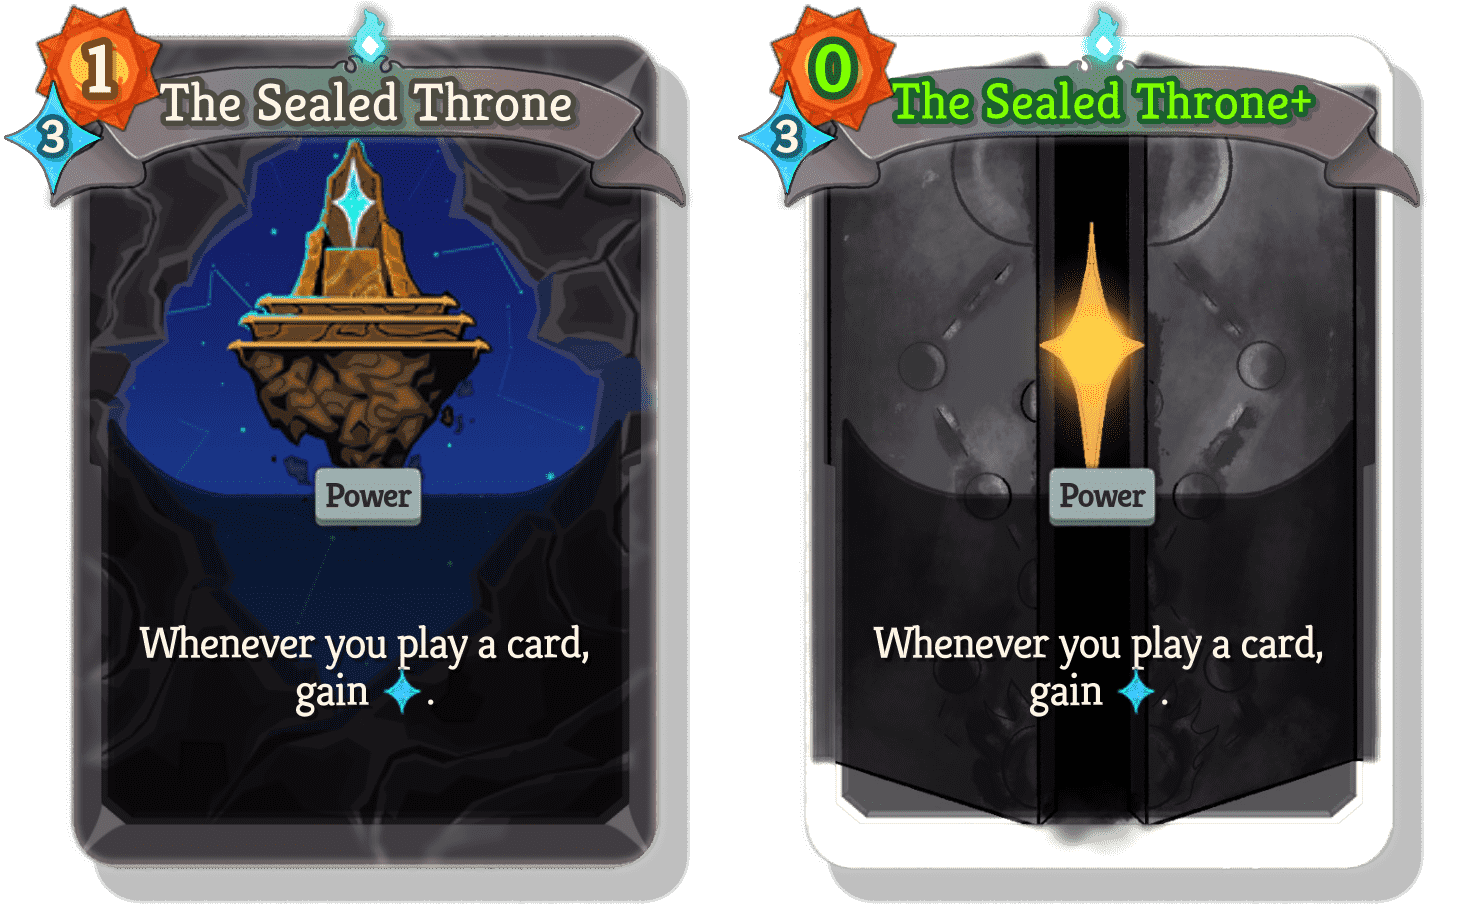 1
3
The Sealed Throne
Power
Whenever you play a card,
gain .
0
3
The Sealed Throne+
Power
Whenever you play a card,
gain .